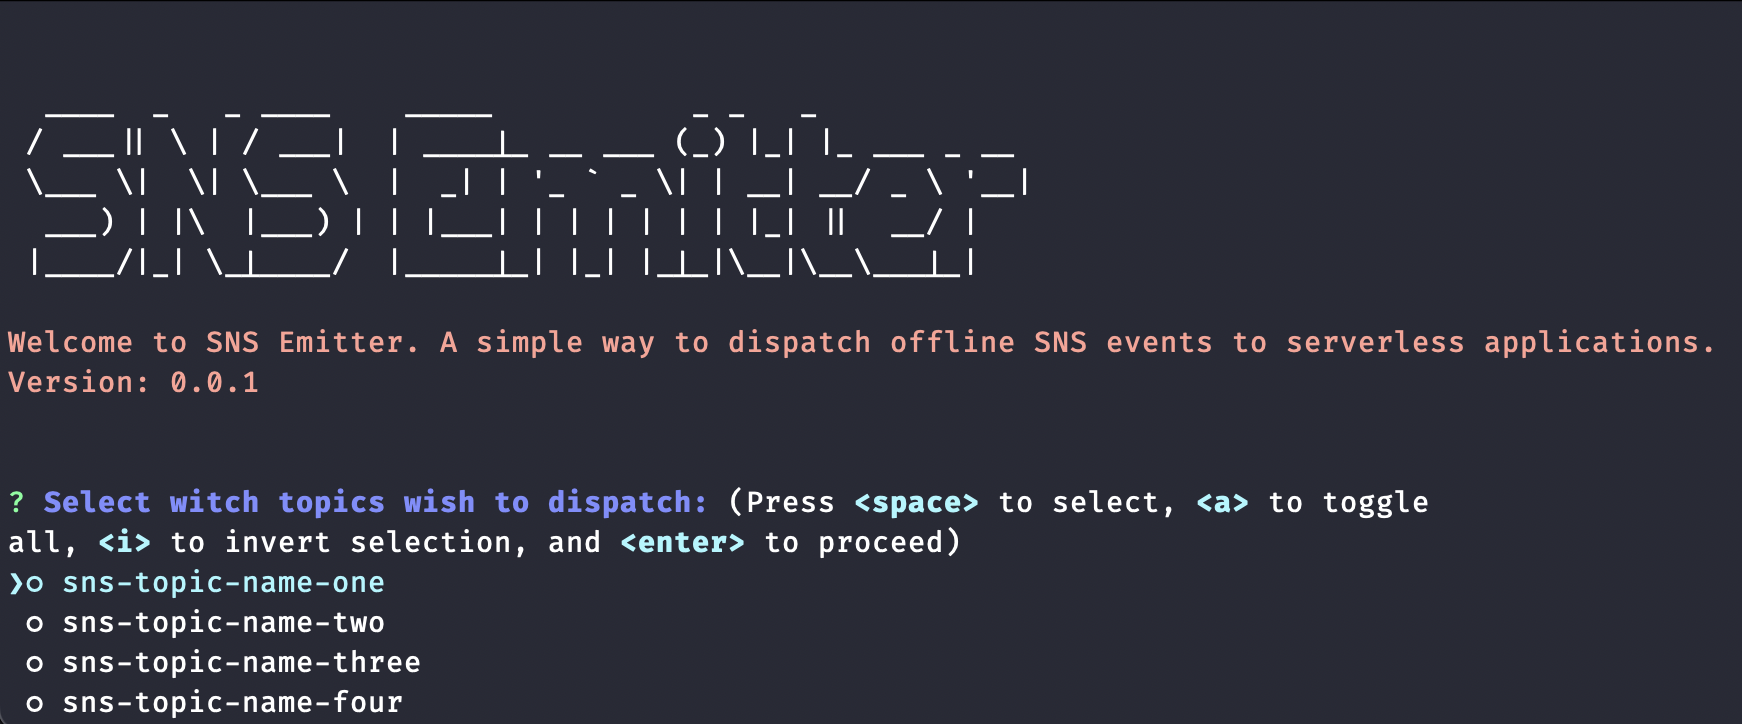 SNS Emitter
Welcome to SNS Emitter. A simple way to dispatch offline SNS events to serverless applications.
Version: 0.0.1
? Select witch topics wish to dispatch: (Press <space> to select, <a> to toggle
all, <i> to invert selection, and <enter> to proceed)
❯○ sns-topic-name-one
○ sns-topic-name-two
○ sns-topic-name-three
○ sns-topic-name-four